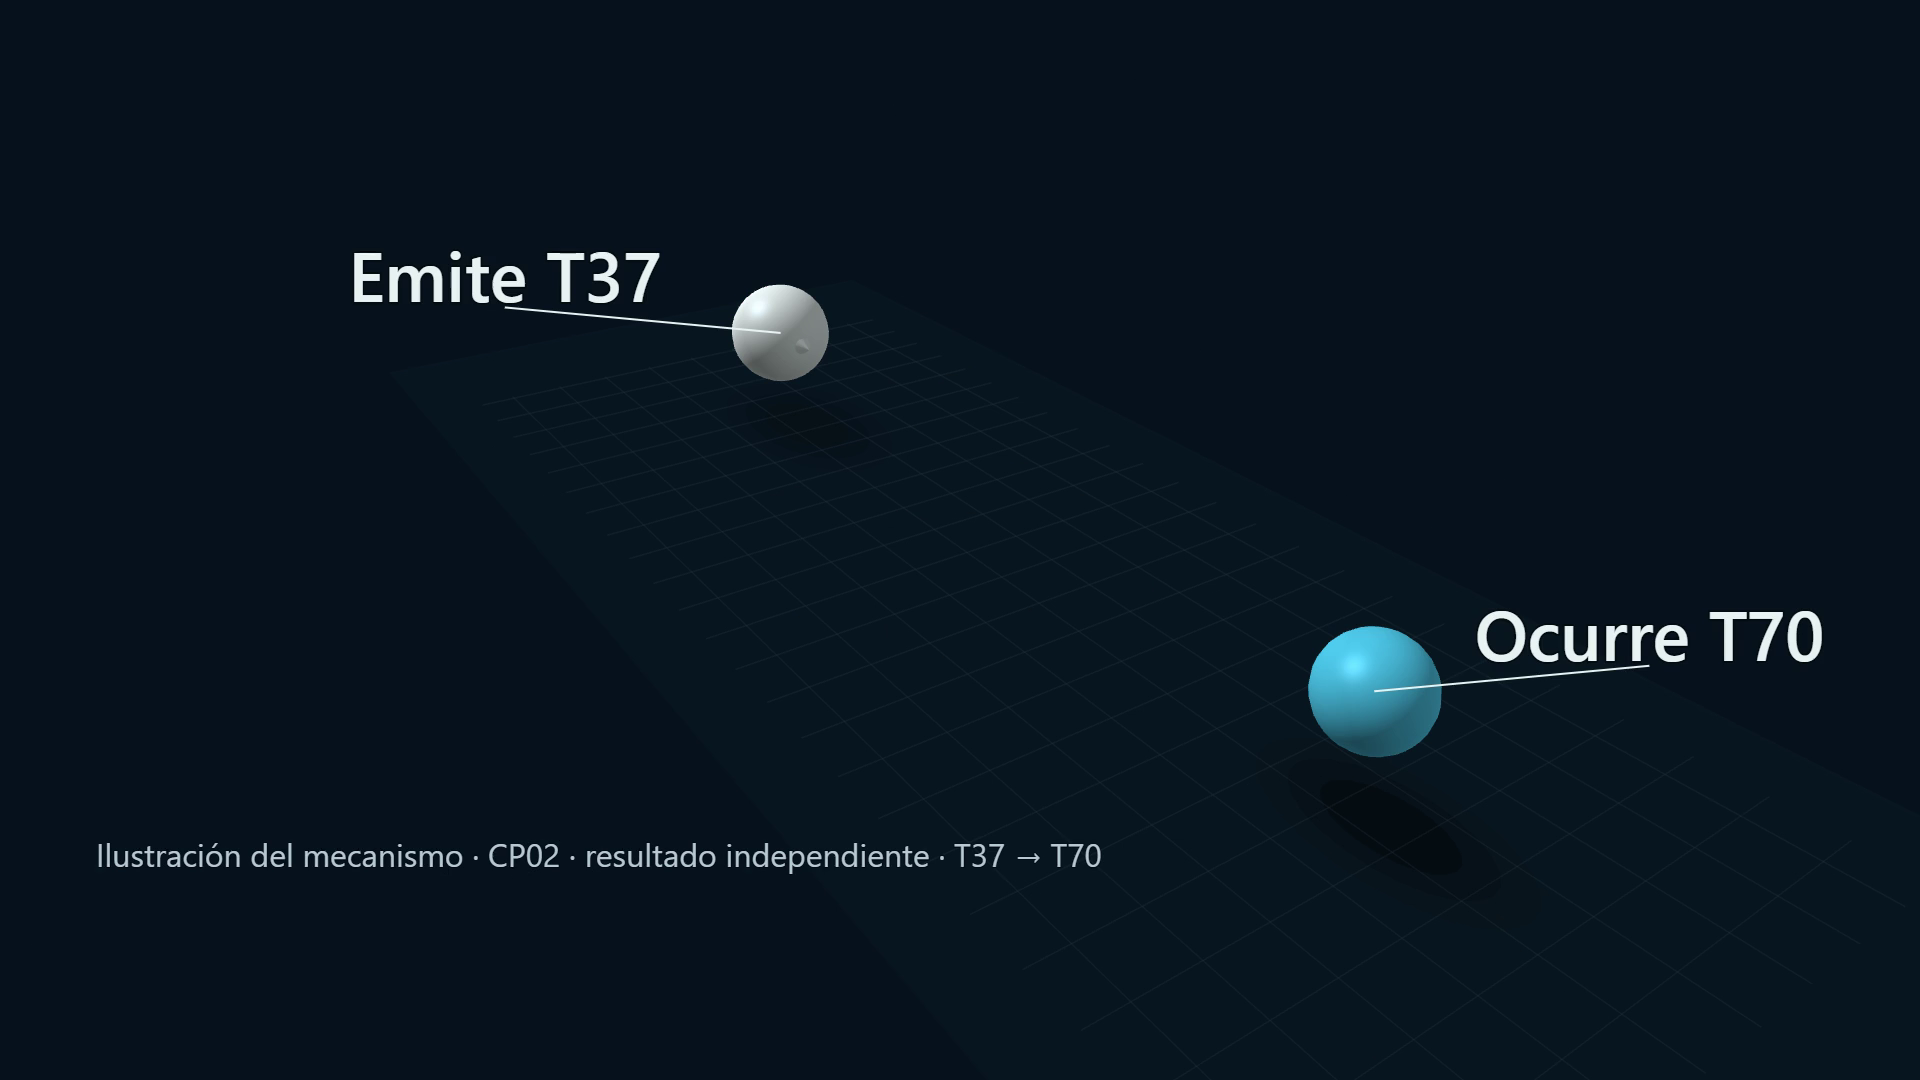 Emite T37
Ocurre T70
Ilustración del mecanismo · CP02 · resultado independiente · T37 → T70